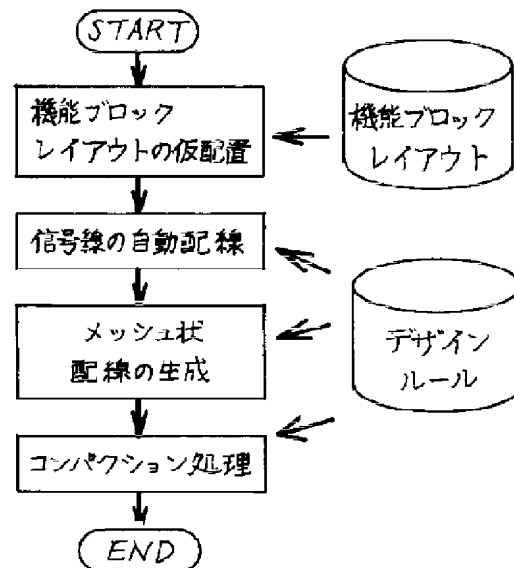 START
機能ブロック
レイアウトの仮配置
機能ブロック
レイアウト
信号線の自動配線
メッシュ状
配線の生成
デザイン
ルール
コンパクション処理
END